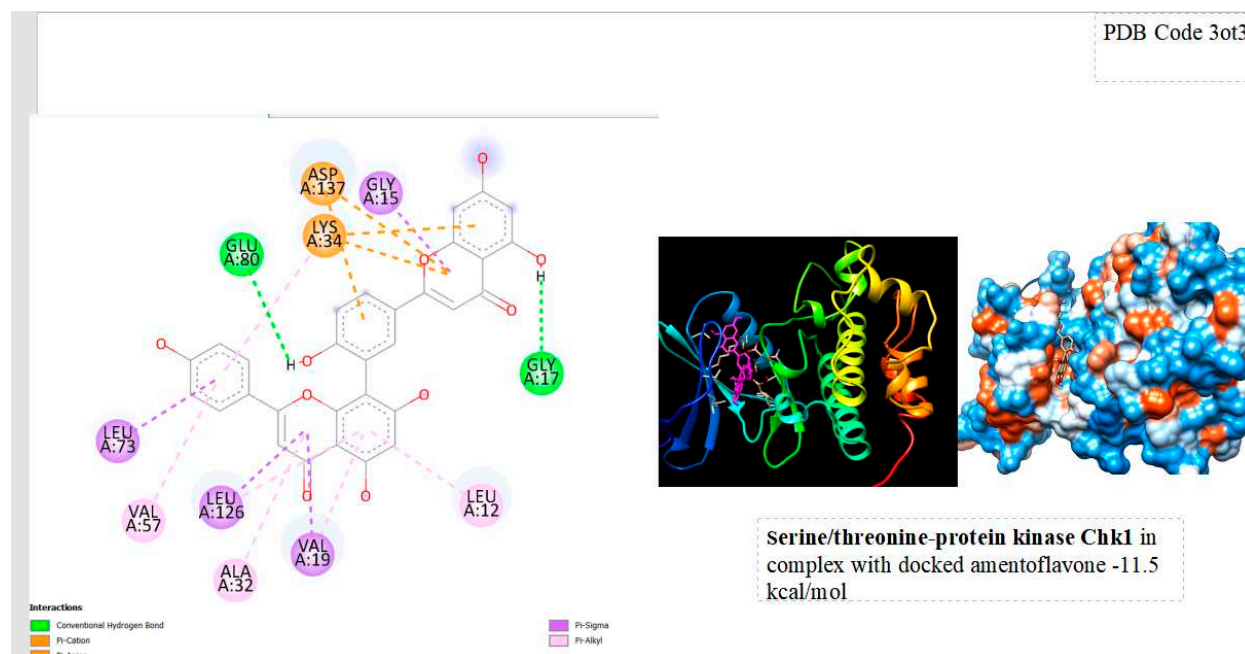 PDB Code 3ot3
ASP
A:137
GLY
A:15
LYS
A:34
GLU
A:80
O
O
O
H
O
H
O
O
O
O
O
O
GLY
A:17
LEU
A:73
VAL
A:57
LEU
A:126
VAL
A:19
ALA
A:32
LEU
A:12
Serine/threonine-protein kinase Chk1 in
complex with docked amentoflavone -11.5
kcal/mol
Interactions
Conventional Hydrogen Bond
Pi-Cation
Pi-Sigma
Pi-Alkyl